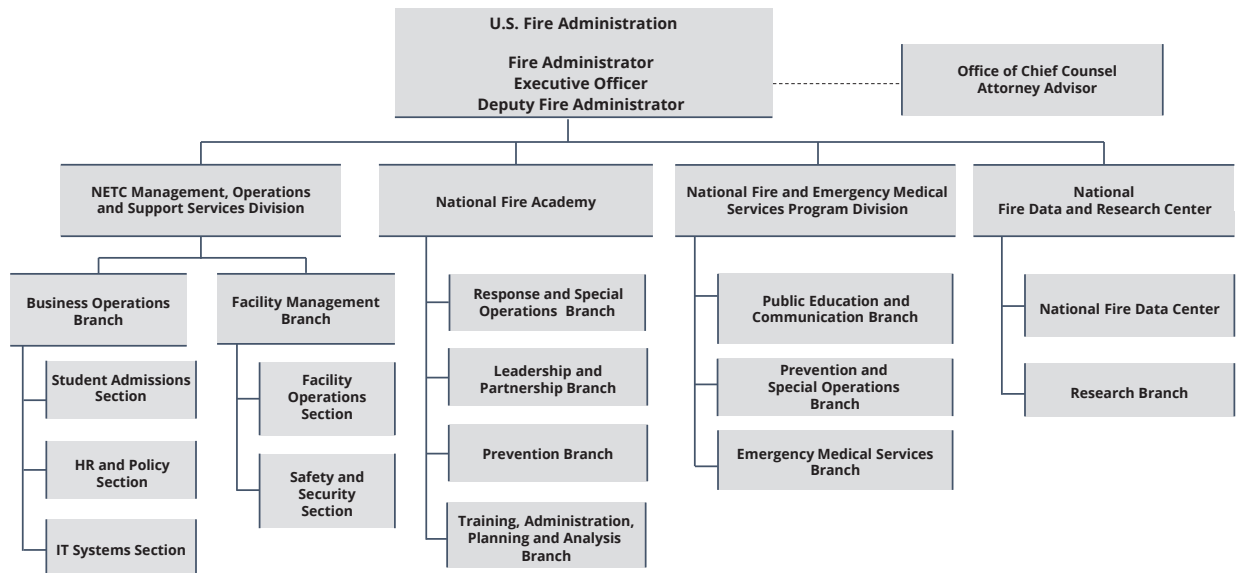 U.S. Fire Administration
Fire Administrator
Executive Officer
Deputy Fire Administrator
Office of Chief Counsel
Attorney Advisor
NETC Management, Operations
and Support Services Division
National Fire Academy
National Fire and Emergency Medical
Services Program Division
National
Fire Data and Research Center
Business Operations
Branch
Student Admissions
Section
HR and Policy
Section
IT Systems Section
Facility Management
Branch
Facility
Operations
Section
Safety and
Security
Section
Response and Special
Operations Branch
Leadership and
Partnership Branch
Prevention Branch
Training, Administration,
Planning and Analysis
Branch
Public Education and
Communication Branch
Prevention and
Special Operations
Branch
Emergency Medical Services
Branch
National Fire Data Center
Research Branch